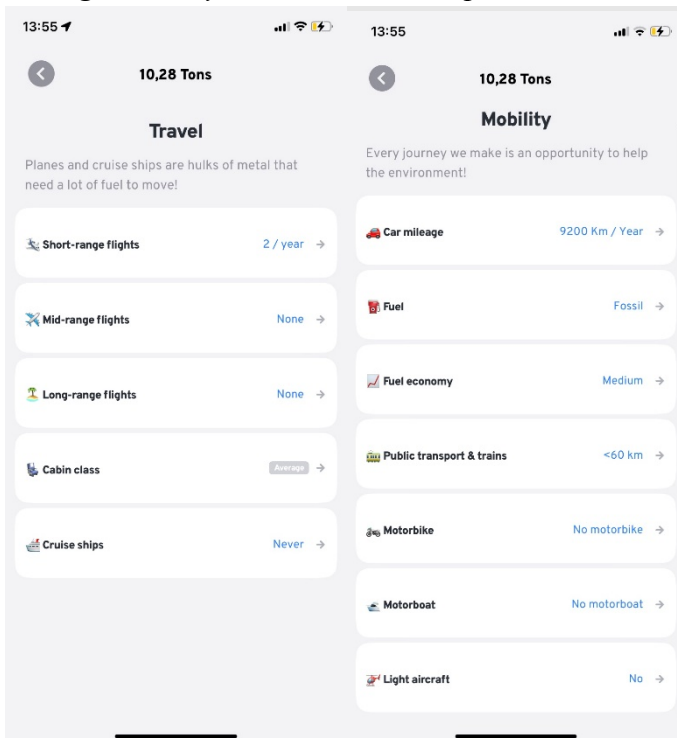 13:55
10,28 Tons
Travel
Planes and cruise ships are hulks of metal that
need a lot of fuel to move!
Short-range flights 2 / year
Mid-range flights None
Long-range flights None
Cabin class Average
Cruise ships Never
13:55
10,28 Tons
Mobility
Every journey we make is an opportunity to help
the environment!
Car mileage 9200 Km / Year
Fuel Fossil
Fuel economy Medium
Public transport & trains <60 km
Motorbike No motorbike
Motorboat No motorboat
Light aircraft No